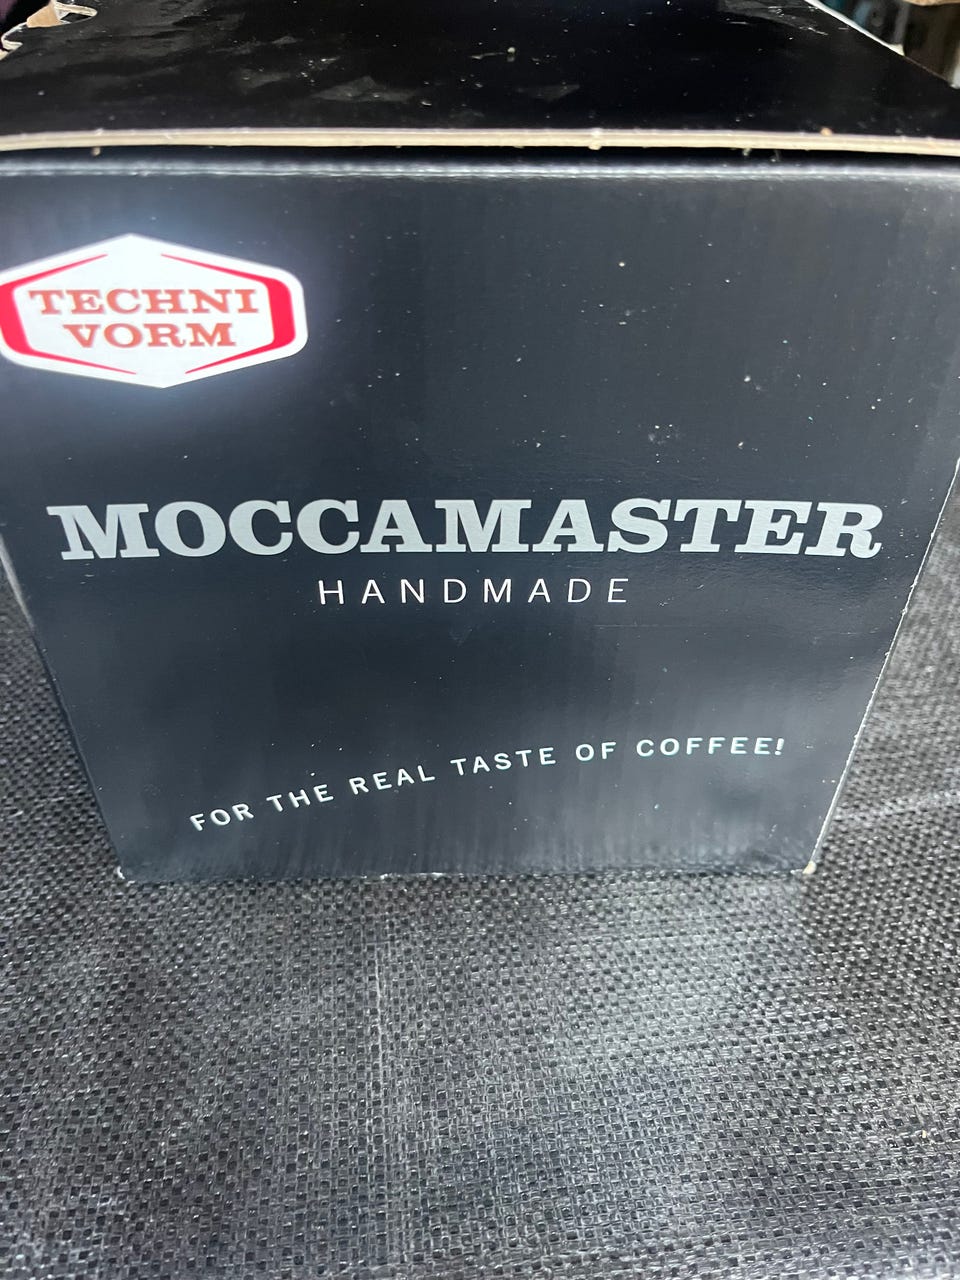 TECHNI
VORM
MOCCAMASTER
HANDMADE
FOR THE REAL TASTE OF COFFEE!